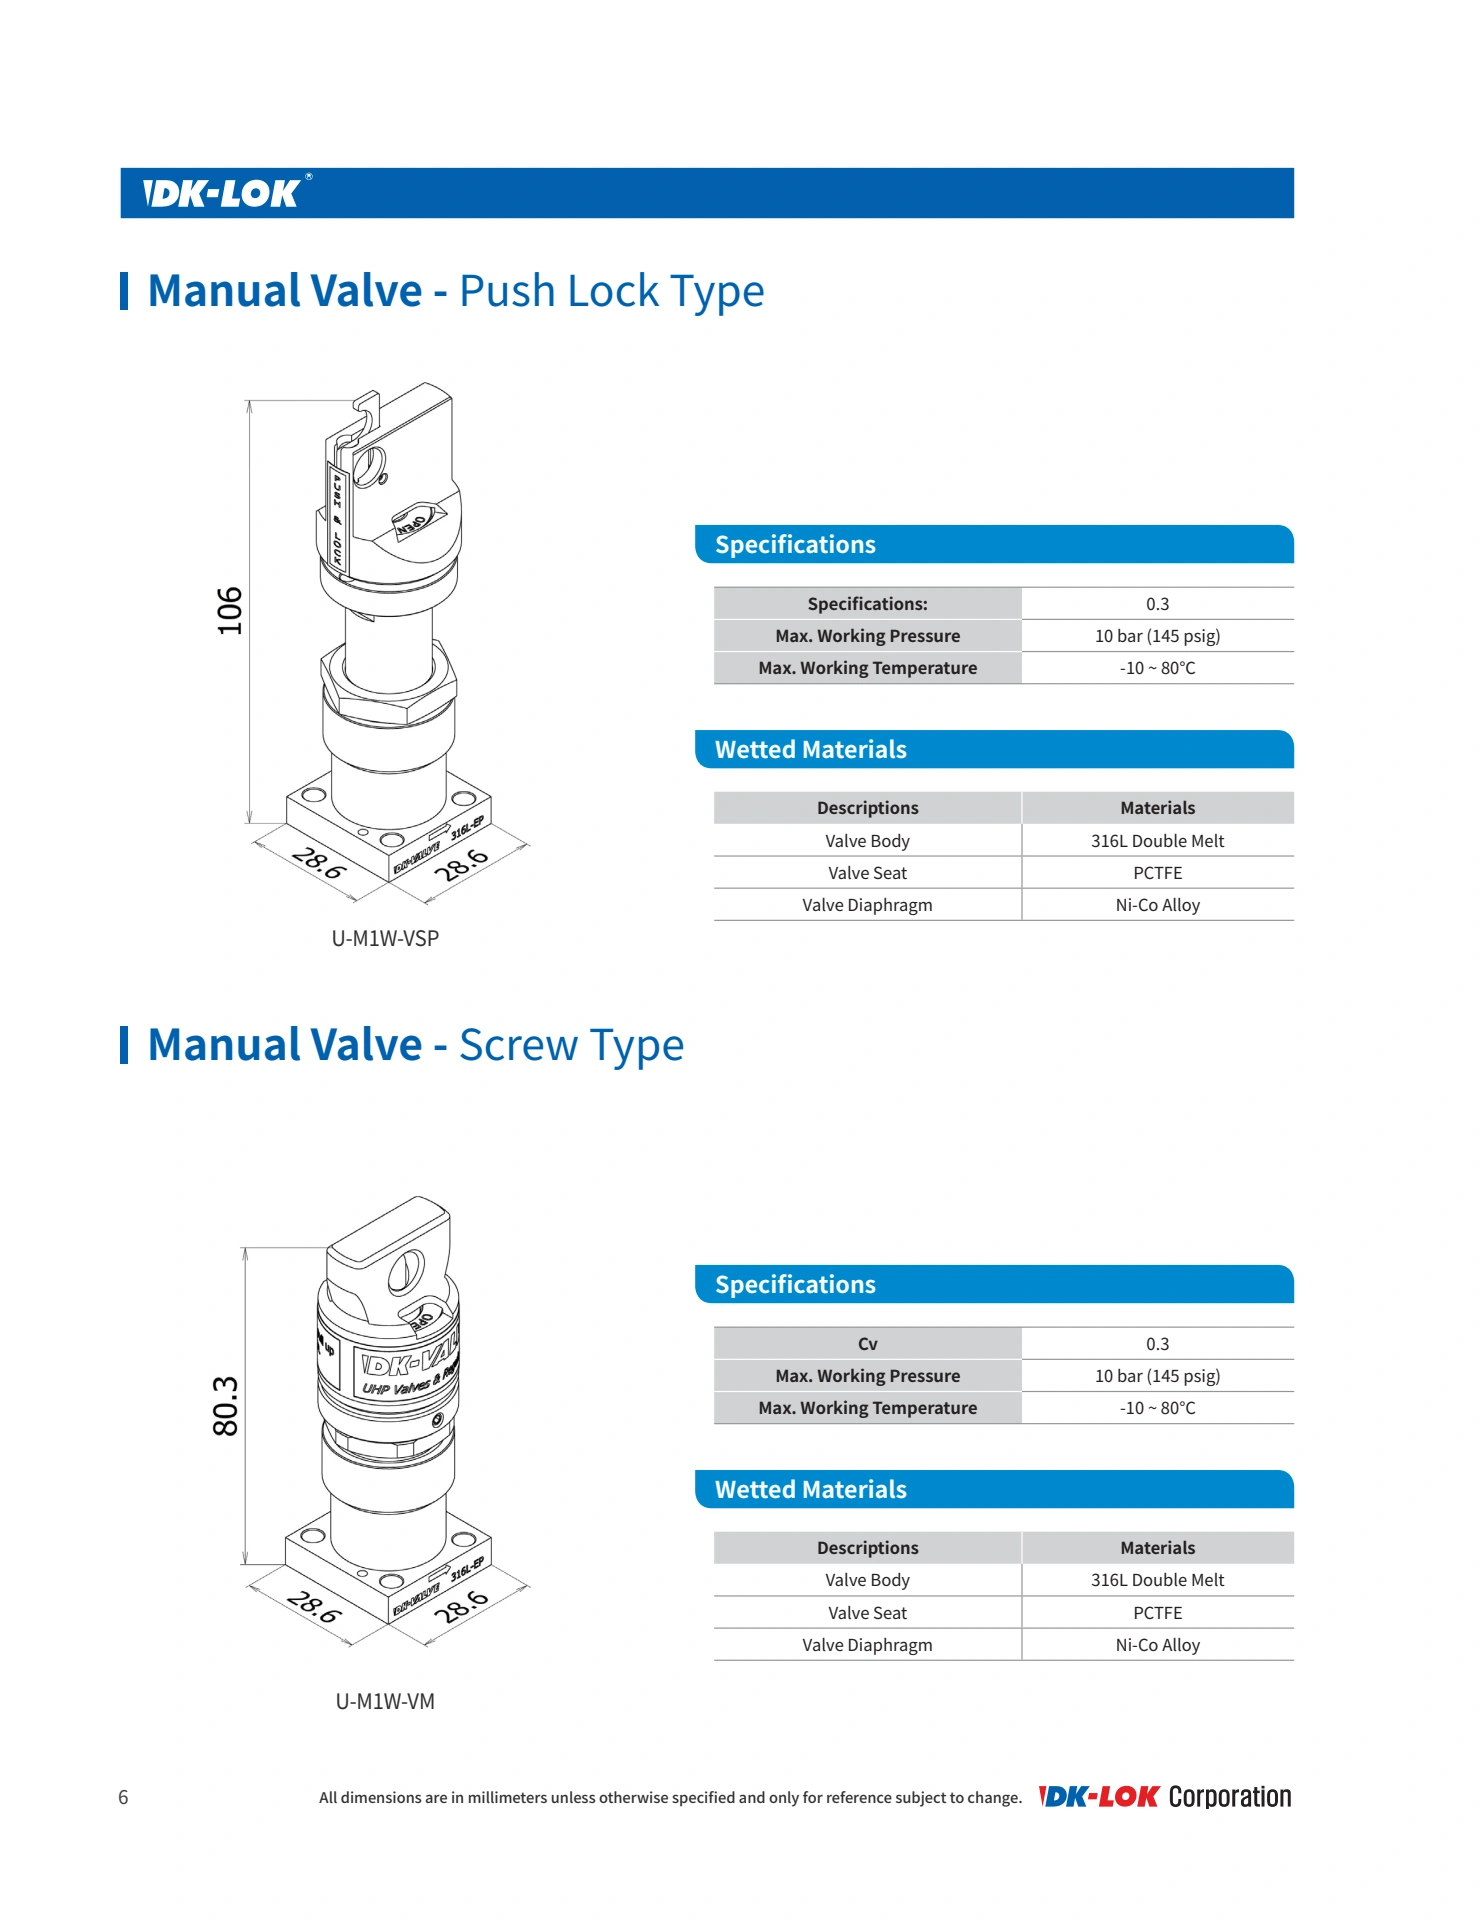 DK-LOK®
Manual Valve - Push Lock Type
106
PUSH & LOCK
OPEN
DK-VALVE
316L-EP
28.6
28.6
U-M1W-VSP
Specifications
Specifications: 0.3
Max. Working Pressure 10 bar (145 psig)
Max. Working Temperature -10 ~ 80°C
Wetted Materials
Descriptions Materials
Valve Body 316L Double Melt
Valve Seat PCTFE
Valve Diaphragm Ni-Co Alloy
Manual Valve - Screw Type
80.3
OPE
up
DK-VAL
UHP Valves & Reg
DK-VALVE
316L-EP
28.6
28.6
U-M1W-VM
Specifications
Cv 0.3
Max. Working Pressure 10 bar (145 psig)
Max. Working Temperature -10 ~ 80°C
Wetted Materials
Descriptions Materials
Valve Body 316L Double Melt
Valve Seat PCTFE
Valve Diaphragm Ni-Co Alloy
6
All dimensions are in millimeters unless otherwise specified and only for reference subject to change.
DK-LOK Corporation